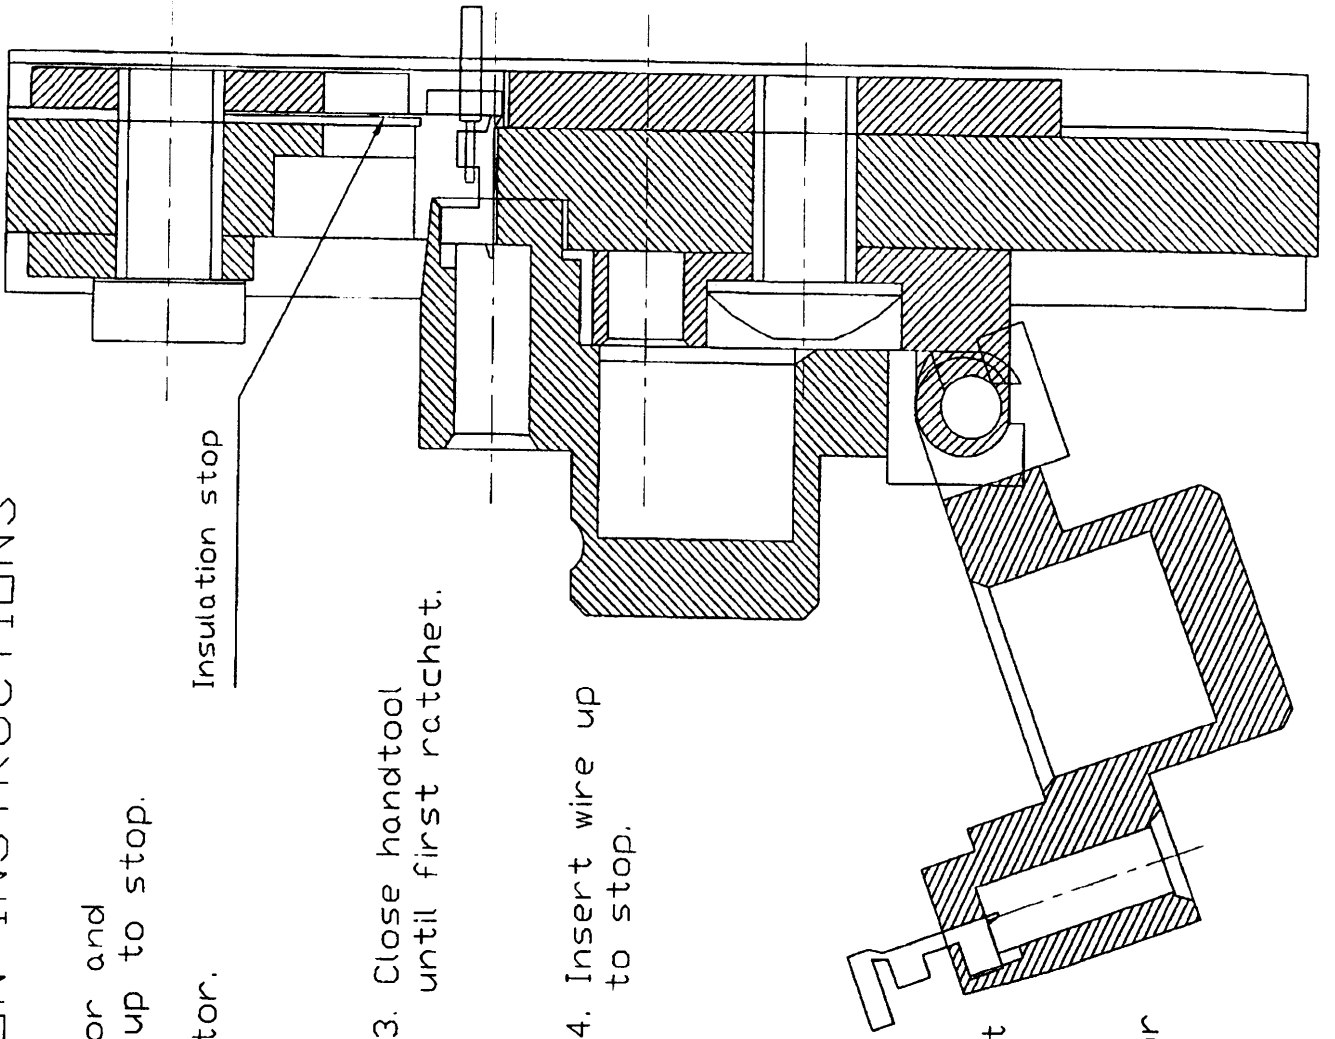 INSTRUCTIONS
or and
up to stop.
tor.
Insulation stop
3. Close handtool
until first ratchet.
4. Insert wire up
to stop.